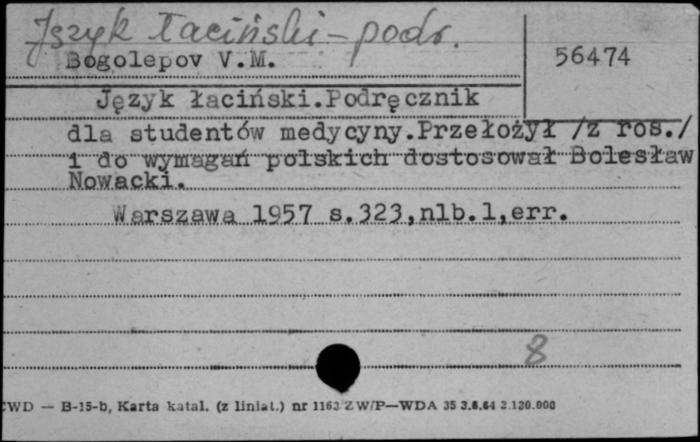 Język łaciński - podr.
Bogolepov V.M.
56474
Język łaciński.Podręcznik
dla studentów medycyny.Przełożył /z ros./
i do wymagań polskich dostosował Bolesław
Nowacki.
Warszawa 1957 s.323,nlb.1,err.
8
CWD — B-15-b, Karta katal. (z liniat.) nr 1163 ZW/P—WDA 35 3.6.64 2.120.000